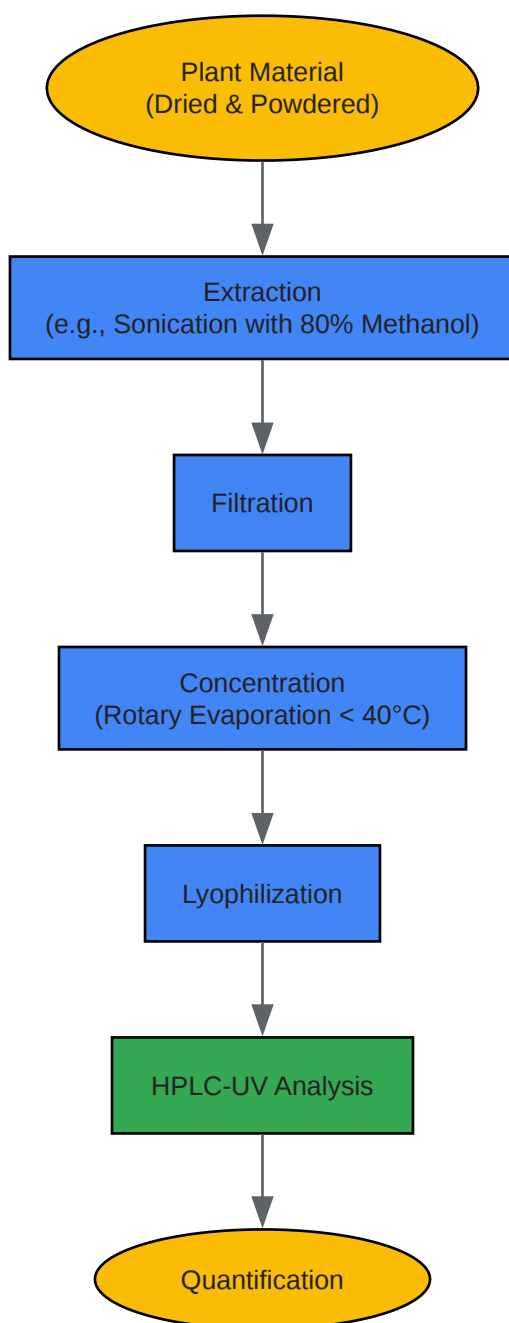 Plant Material
(Dried & Powdered)
Extraction
(e.g., Sonication with 80% Methanol)
Filtration
Concentration
(Rotary Evaporation < 40°C)
Lyophilization
HPLC-UV Analysis
Quantification